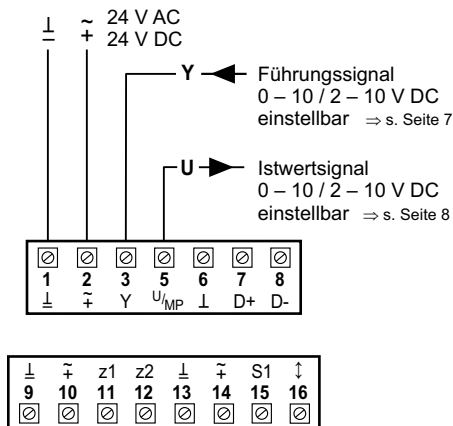 ⊥ ~ 24 V AC
– + 24 V DC
Y Führungssignal
0 – 10 / 2 – 10 V DC
einstellbar ⇒ s. Seite 7
U Istwertsignal
0 – 10 / 2 – 10 V DC
einstellbar ⇒ s. Seite 8
1 2 3 5 6 7 8
⊥ ~+ Y U/MP ⊥ D+ D-
⊥ ~+ z1 z2 ⊥ ~+ S1 ↕
9 10 11 12 13 14 15 16